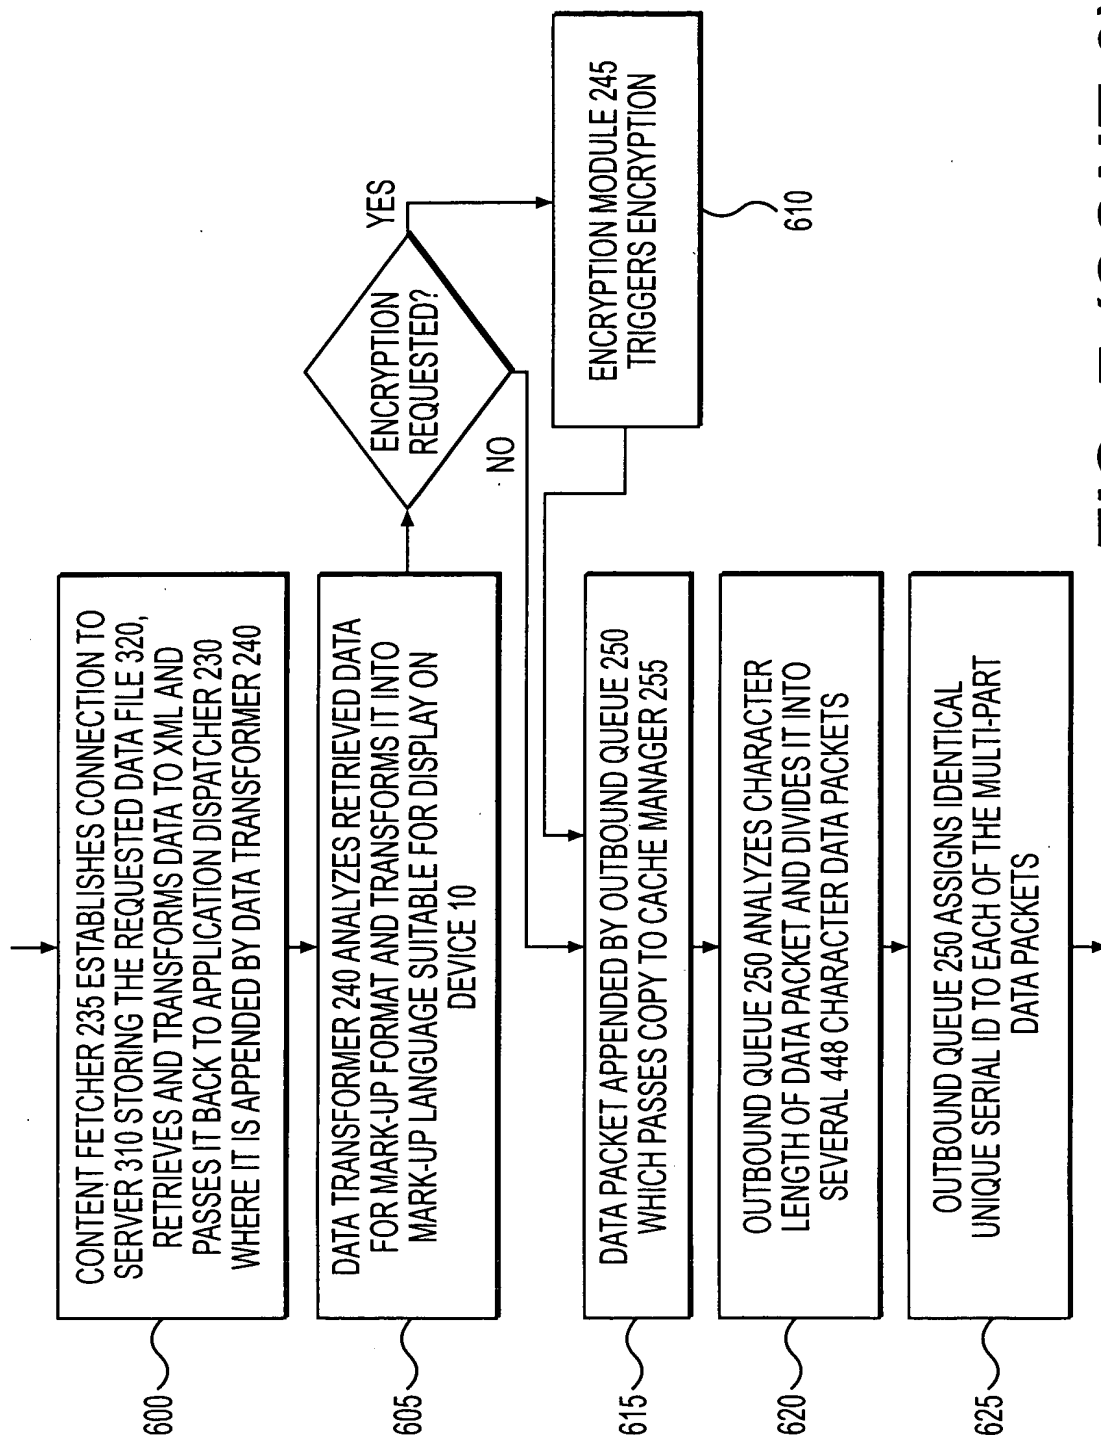 CONTENT FETCHER 235 ESTABLISHES CONNECTION TO
SERVER 310 STORING THE REQUESTED DATA FILE 320,
RETRIEVES AND TRANSFORMS DATA TO XML AND
PASSES IT BACK TO APPLICATION DISPATCHER 230
WHERE IT IS APPENDED BY DATA TRANSFORMER 240
600
DATA TRANSFORMER 240 ANALYZES RETRIEVED DATA
FOR MARK-UP FORMAT AND TRANSFORMS IT INTO
MARK-UP LANGUAGE SUITABLE FOR DISPLAY ON
DEVICE 10
605
ENCRYPTION
REQUESTED?
YES
NO
ENCRYPTION MODULE 245
TRIGGERS ENCRYPTION
610
DATA PACKET APPENDED BY OUTBOUND QUEUE 250
WHICH PASSES COPY TO CACHE MANAGER 255
615
OUTBOUND QUEUE 250 ANALYZES CHARACTER
LENGTH OF DATA PACKET AND DIVIDES IT INTO
SEVERAL 448 CHARACTER DATA PACKETS
620
OUTBOUND QUEUE 250 ASSIGNS IDENTICAL
UNIQUE SERIAL ID TO EACH OF THE MULTI-PART
DATA PACKETS
625